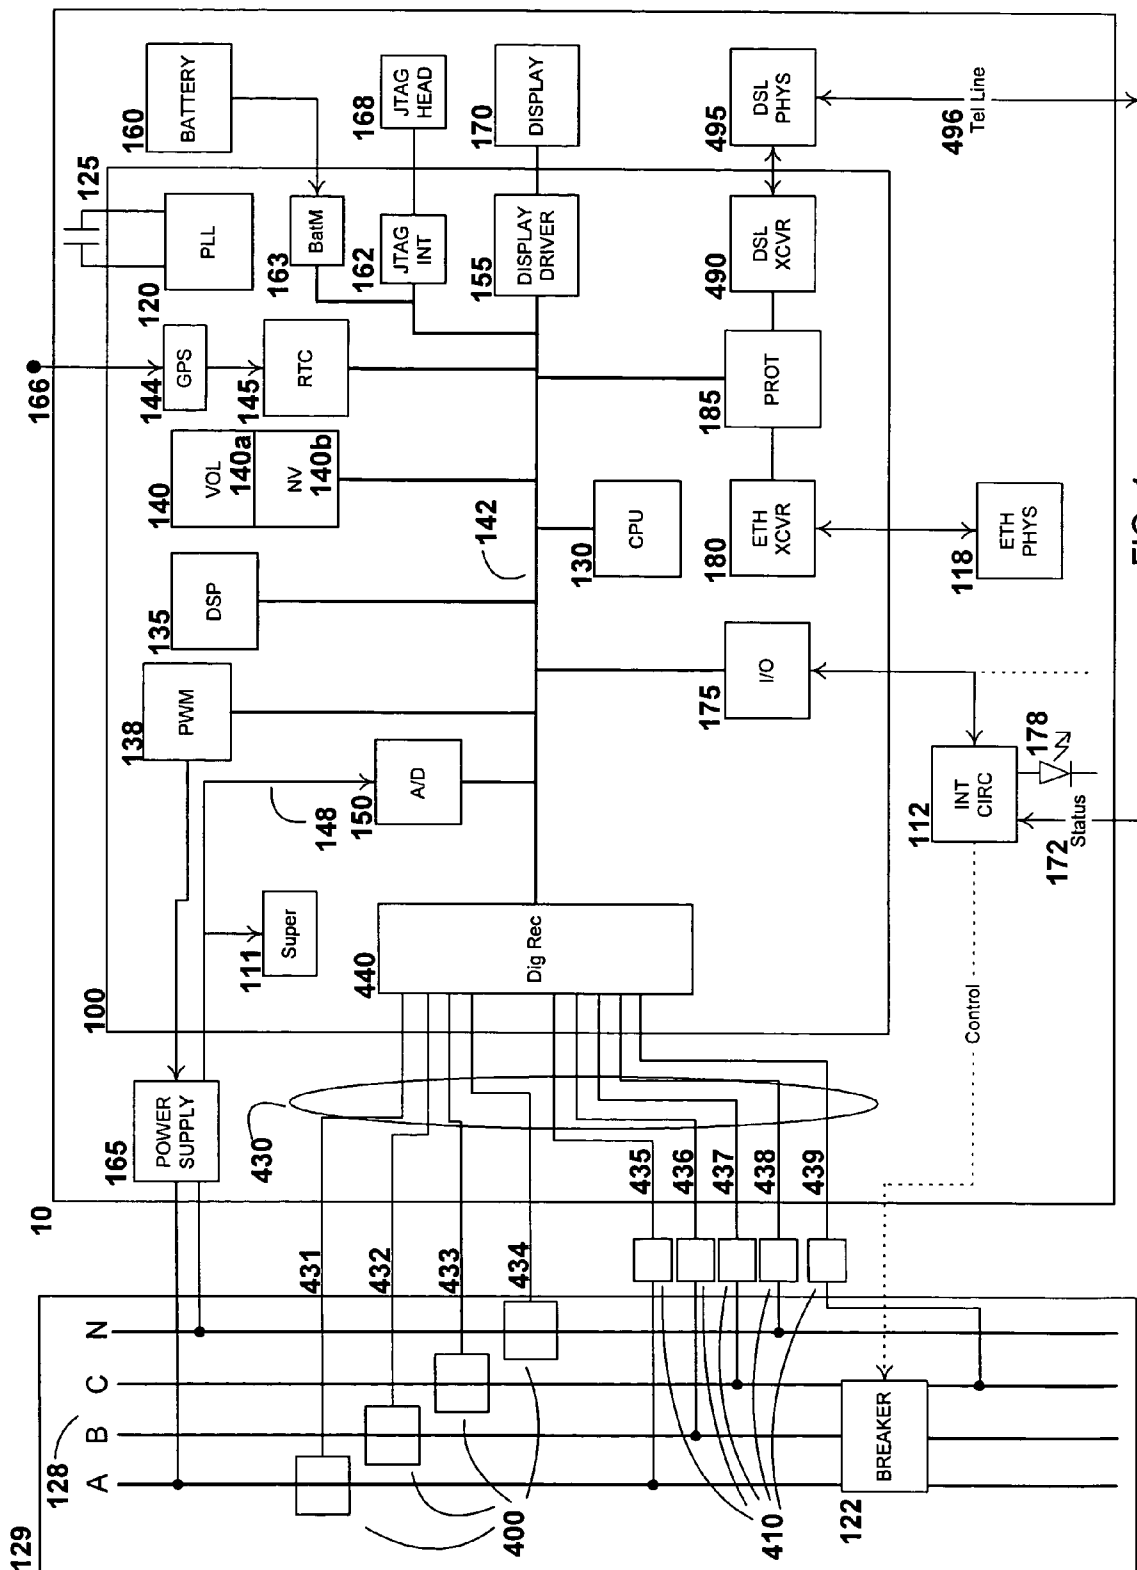 129
128
A
B
C
N
10
165
POWER
SUPPLY
100
111
Super
148
138
PWM
150
A/D
135
DSP
140
VOL
140a
NV
140b
142
166
144
GPS
145
RTC
120
PLL
125
160
BATTERY
163
BatM
168
JTAG
HEAD
162
JTAG
INT
170
DISPLAY
155
DISPLAY
DRIVER
130
CPU
440
Dig Rec
430
431
432
433
434
435
436
437
438
439
400
410
122
BREAKER
Control
175
I/O
180
ETH
XCVR
185
PROT
490
DSL
XCVR
495
DSL
PHYS
496
Tel Line
118
ETH
PHYS
112
INT
CIRC
172
Status
178